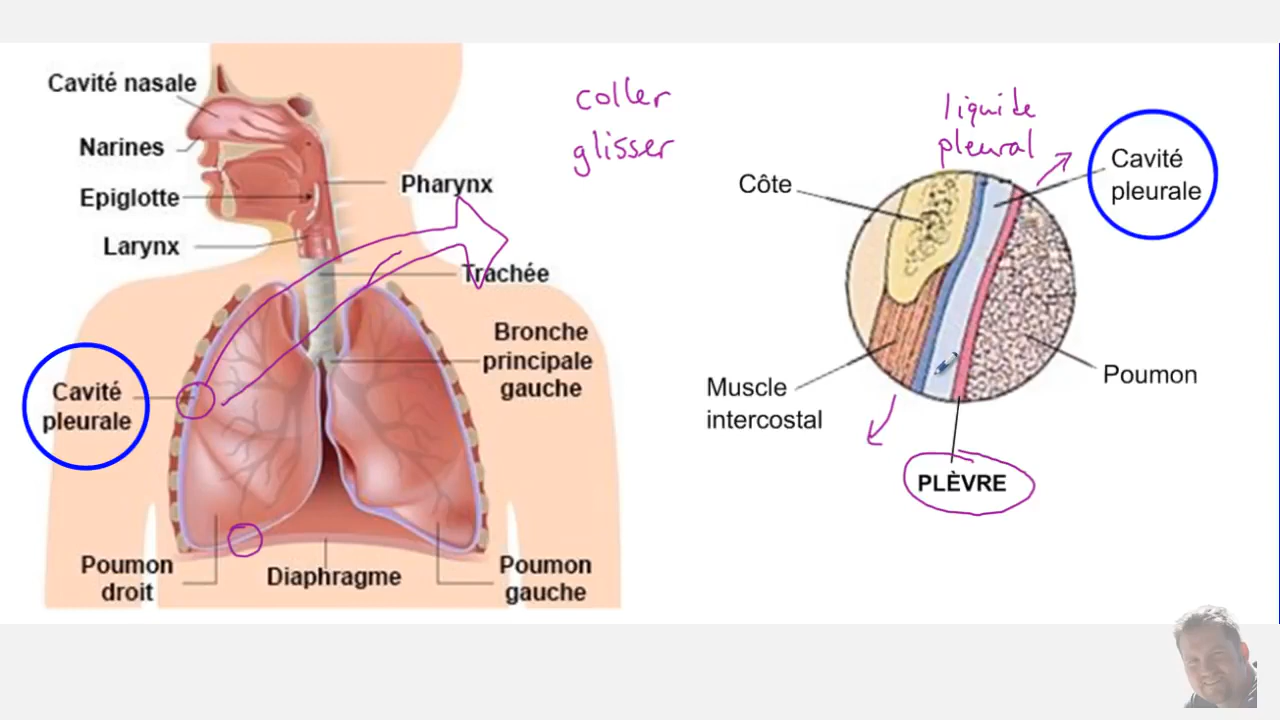 Cavité nasale
Narines
Epiglotte
Larynx
Pharynx
Trachée
Bronche
principale
gauche
Cavité
pleurale
Poumon
droit
Diaphragme
Poumon
gauche
coller
glisser
liquide
pleural
Cavité
pleurale
Côte
Muscle
intercostal
Poumon
PLÈVRE